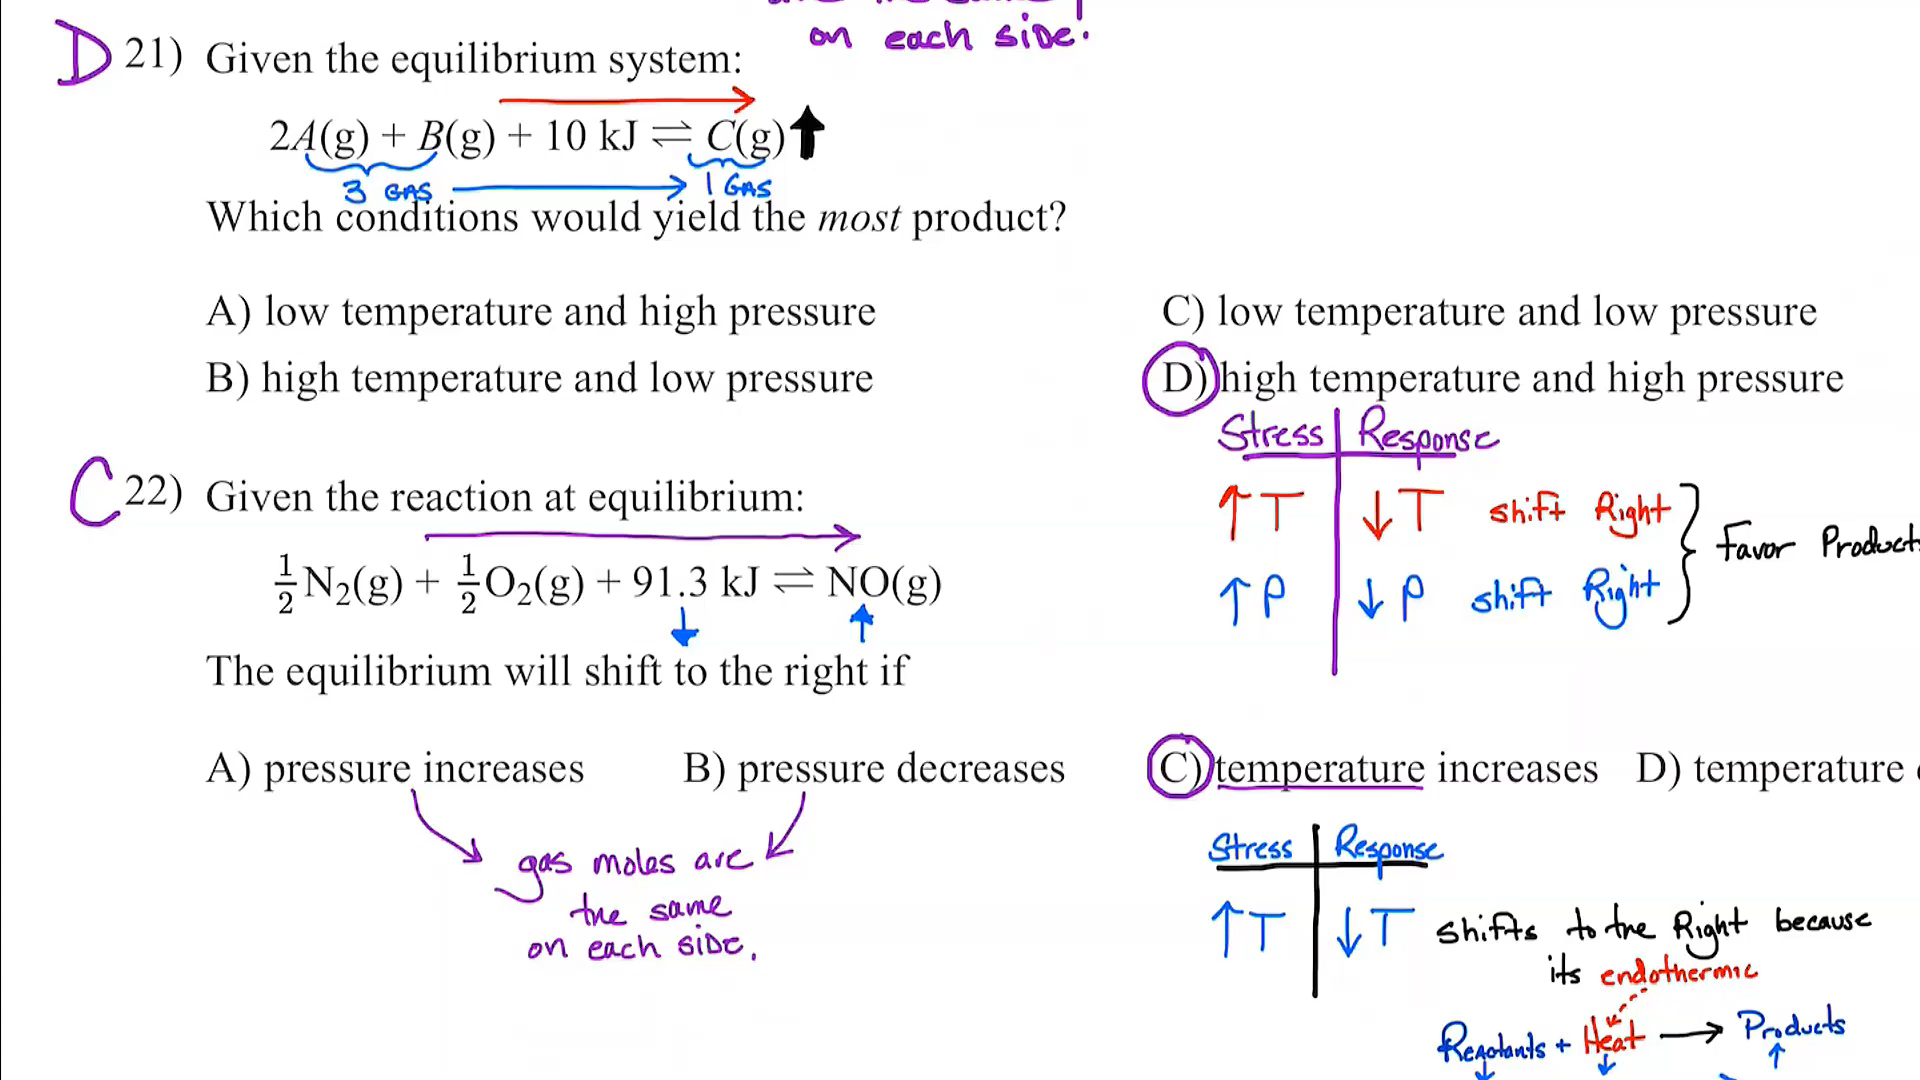 on each side.
D 21) Given the equilibrium system:
2A(g) + B(g) + 10 kJ ⇌ C(g)
3 GAS → 1 GAS
Which conditions would yield the most product?
A) low temperature and high pressure
C) low temperature and low pressure
B) high temperature and low pressure
D) high temperature and high pressure
Stress | Response
↑T ↓T shift Right
↑P ↓P shift Right
Favor Products
C 22) Given the reaction at equilibrium:
½N₂(g) + ½O₂(g) + 91.3 kJ ⇌ NO(g)
The equilibrium will shift to the right if
A) pressure increases B) pressure decreases C) temperature increases D) temperature
gas moles are
the same
on each side.
Stress | Response
↑T ↓T shifts to the Right because
its endothermic
Reactants + Heat → Products